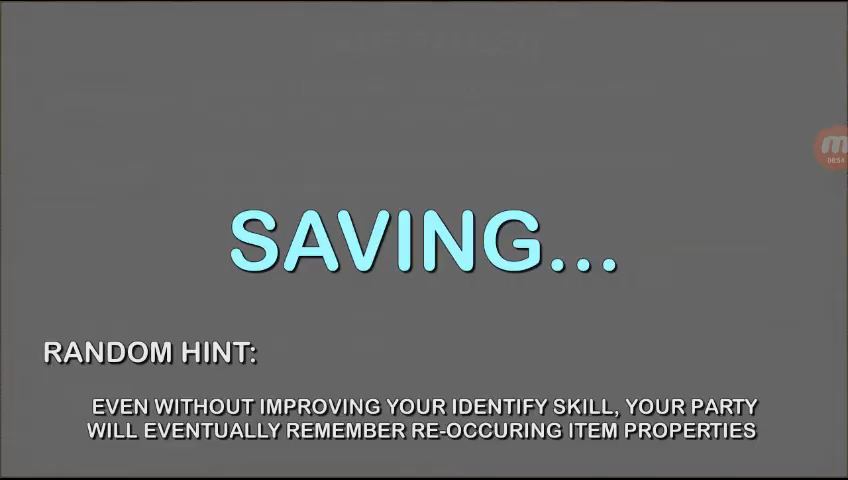 SAVING...
RANDOM HINT:
EVEN WITHOUT IMPROVING YOUR IDENTIFY SKILL, YOUR PARTY
WILL EVENTUALLY REMEMBER RE-OCCURING ITEM PROPERTIES